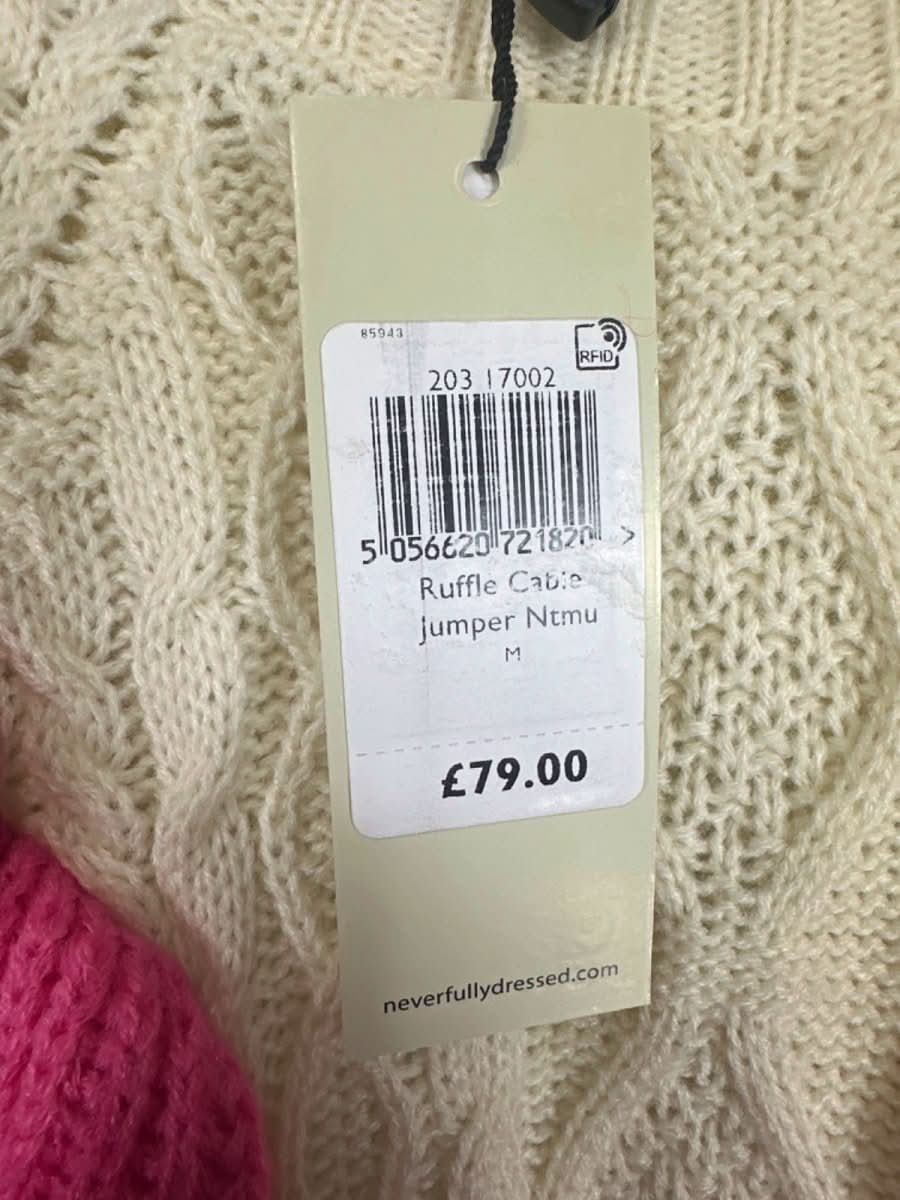 85943
RFID
203 17002
5 056620 721820 >
Ruffle Cable
Jumper Ntmu
M
£79.00
neverfullydressed.com